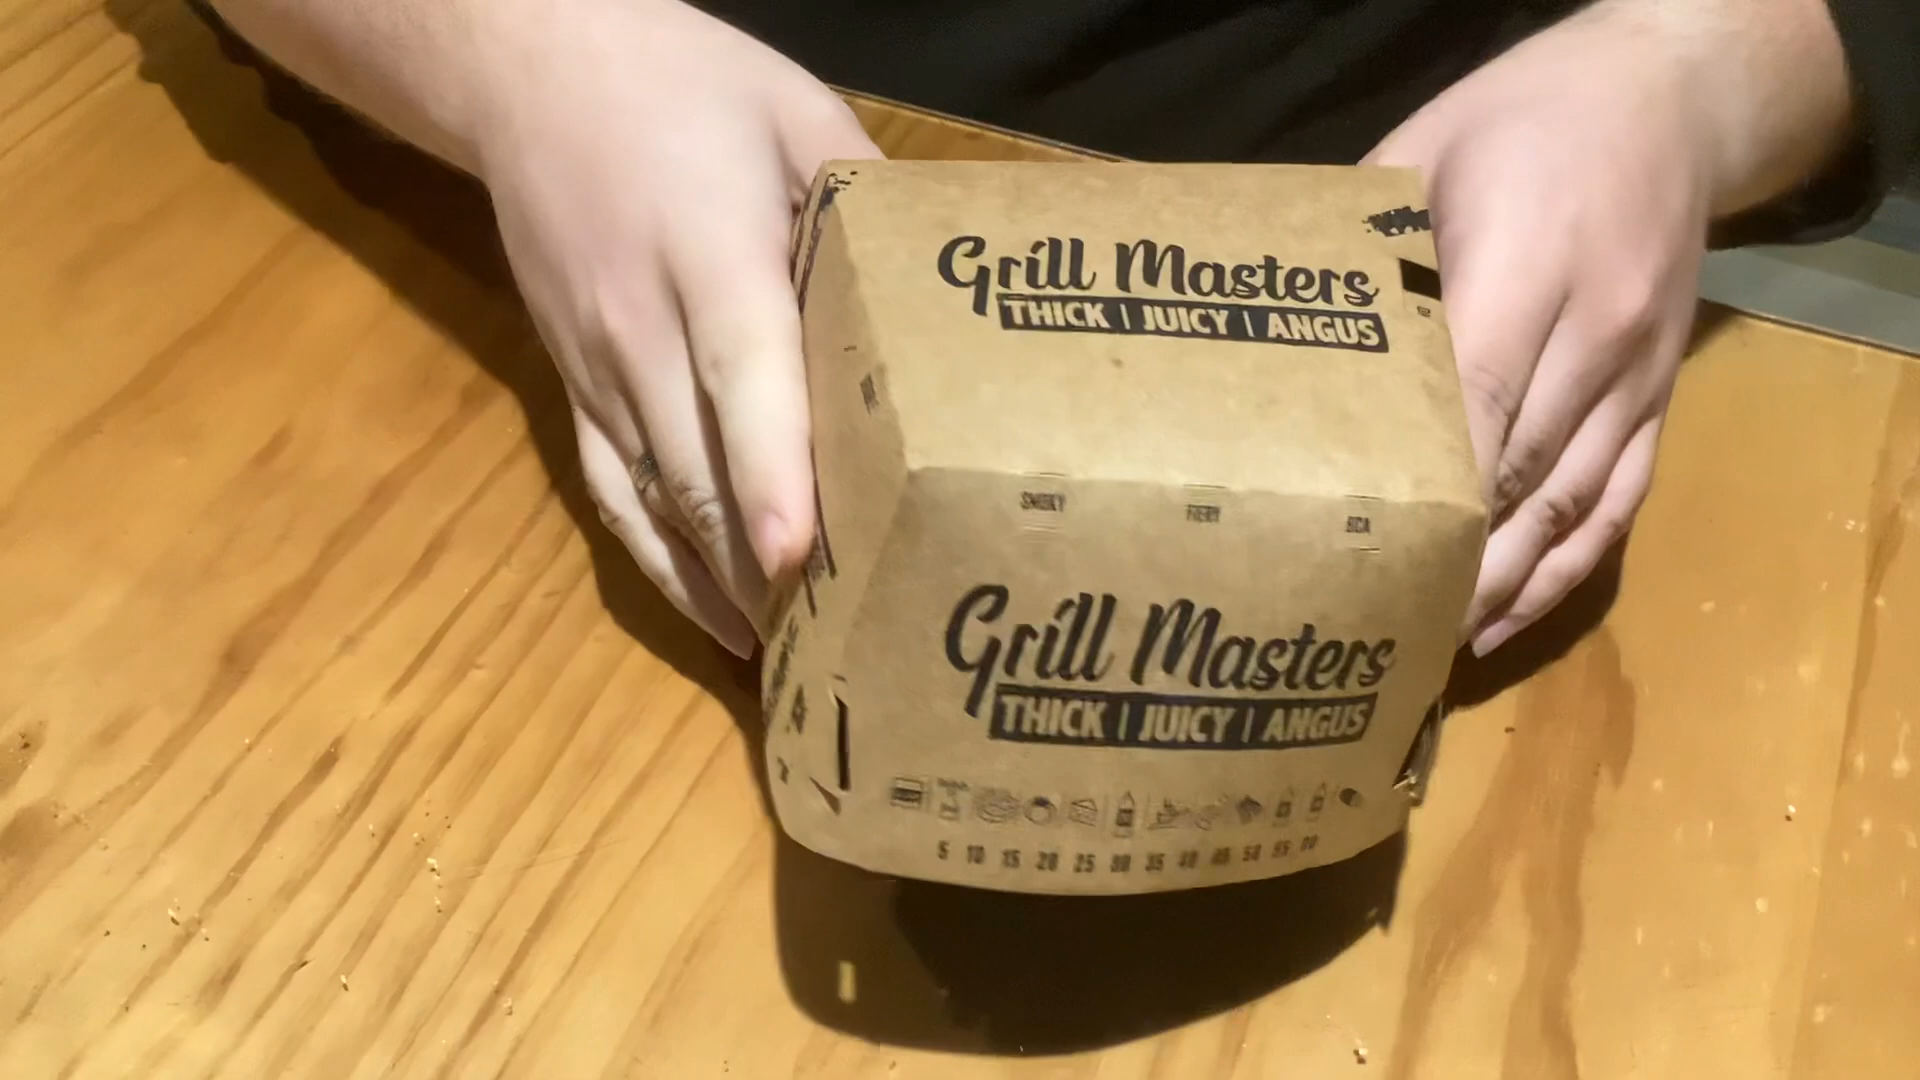 Grill Masters
THICK | JUICY | ANGUS
SMOKY FIERY BCA
Grill Masters
THICK | JUICY | ANGUS
5 10 15 20 25 30 35 40 45 50 55 60